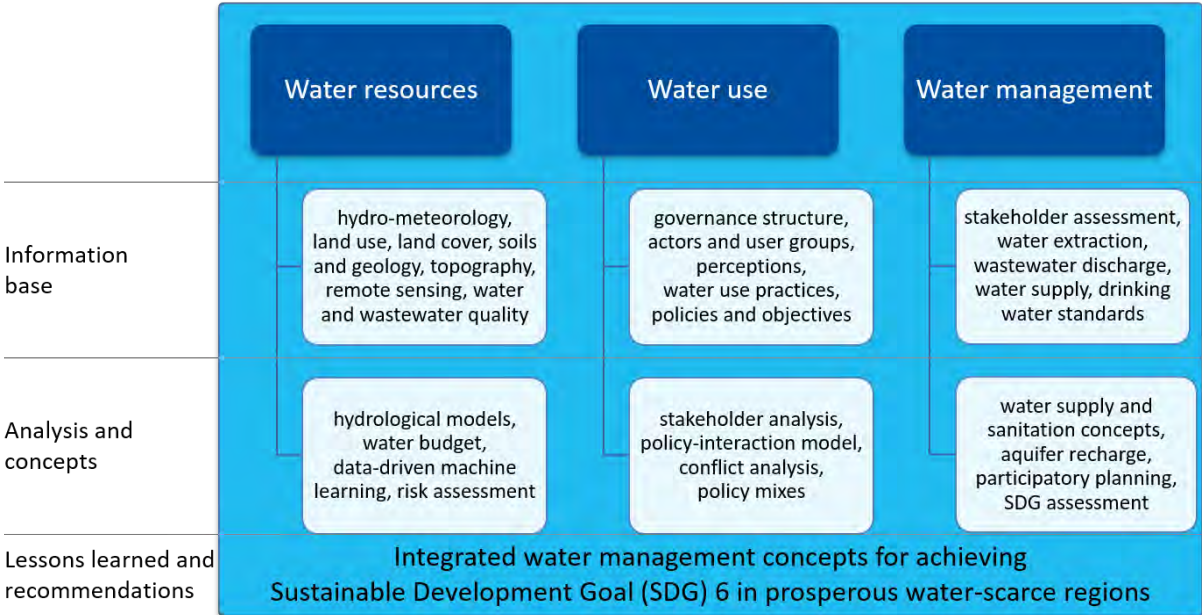 Water resources
Water use
Water management
Information
base
hydro-meteorology,
land use, land cover, soils
and geology, topography,
remote sensing, water
and wastewater quality
governance structure,
actors and user groups,
perceptions,
water use practices,
policies and objectives
stakeholder assessment,
water extraction,
wastewater discharge,
water supply, drinking
water standards
Analysis and
concepts
hydrological models,
water budget,
data-driven machine
learning, risk assessment
stakeholder analysis,
policy-interaction model,
conflict analysis,
policy mixes
water supply and
sanitation concepts,
aquifer recharge,
participatory planning,
SDG assessment
Lessons learned and
recommendations
Integrated water management concepts for achieving
Sustainable Development Goal (SDG) 6 in prosperous water-scarce regions